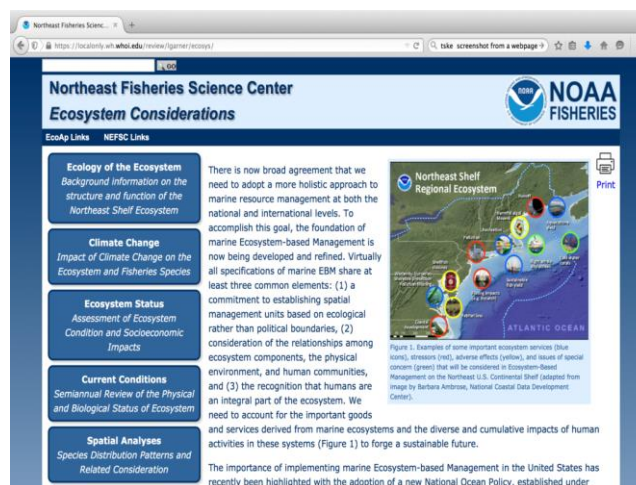 Northeast Fisheries Scienc... × +
https://localonly.wh.whoi.edu/review/lgarner/ecosys/
tske screenshot from a webpage
GO
Northeast Fisheries Science Center
Ecosystem Considerations
NOAA
NOAA
FISHERIES
EcoAp Links NEFSC Links
Ecology of the Ecosystem
Background information on the
structure and function of the
Northeast Shelf Ecosystem
Climate Change
Impact of Climate Change on the
Ecosystem and Fisheries Species
Ecosystem Status
Assessment of Ecosystem
Condition and Socioeconomic
Impacts
Current Conditions
Semiannual Review of the Physical
and Biological Status of Ecosystem
Spatial Analyses
Species Distribution Patterns and
Related Consideration
There is now broad agreement that we
need to adopt a more holistic approach to
marine resource management at both the
national and international levels. To
accomplish this goal, the foundation of
marine Ecosystem-based Management is
now being developed and refined. Virtually
all specifications of marine EBM share at
least three common elements: (1) a
commitment to establishing spatial
management units based on ecological
rather than political boundaries, (2)
consideration of the relationships among
ecosystem components, the physical
environment, and human communities,
and (3) the recognition that humans are
an integral part of the ecosystem. We
need to account for the important goods
and services derived from marine ecosystems and the diverse and cumulative impacts of human
activities in these systems (Figure 1) to forge a sustainable future.
The importance of implementing marine Ecosystem-based Management in the United States has
recently been highlighted with the adoption of a new National Ocean Policy, established under
Northeast Shelf
Regional Ecosystem
ATLANTIC OCEAN
Figure 1. Examples of some important ecosystem services (blue
icons), stressors (red), adverse effects (yellow), and issues of special
concern (green) that will be considered in Ecosystem-Based
Management on the Northeast U.S. Continental Shelf (adapted from
image by Barbara Ambrose, National Coastal Data Development
Center).
Print